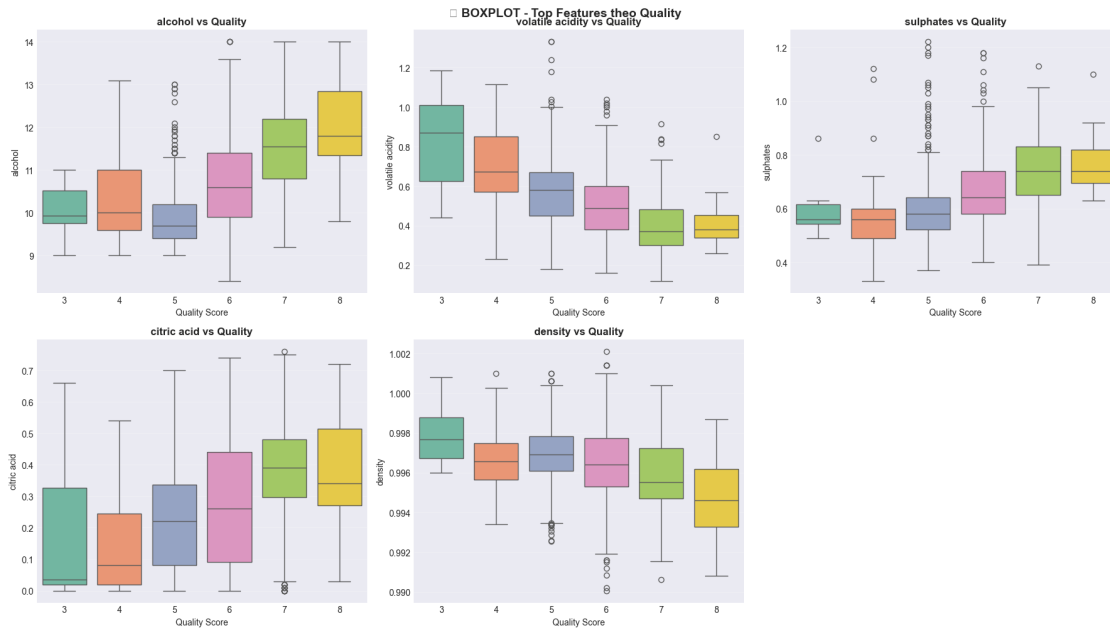 ▯ BOXPLOT - Top Features theo Quality
alcohol vs Quality
14
13
12
11
10
9
alcohol
3 4 5 6 7 8
Quality Score
volatile acidity vs Quality
1.2
1.0
0.8
0.6
0.4
0.2
volatile acidity
3 4 5 6 7 8
Quality Score
sulphates vs Quality
1.2
1.0
0.8
0.6
0.4
sulphates
3 4 5 6 7 8
Quality Score
citric acid vs Quality
0.7
0.6
0.5
0.4
0.3
0.2
0.1
0.0
citric acid
3 4 5 6 7 8
Quality Score
density vs Quality
1.002
1.000
0.998
0.996
0.994
0.992
0.990
density
3 4 5 6 7 8
Quality Score